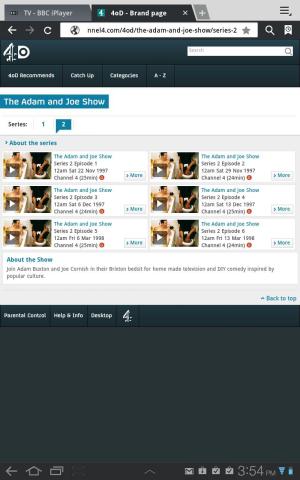 TV - BBC iPlayer
4oD - Brand page
nnel4.com/4od/the-adam-and-joe-show/series-2
4OD
Search
4oD Recommends
Catch Up
Categories
A - Z
The Adam and Joe Show
Series:
1
2
About the series
The Adam and Joe Show
Series 2 Episode 1
12am Sat 22 Nov 1997
Channel 4 (24min)
More
The Adam and Joe Show
Series 2 Episode 2
12am Sat 29 Nov 1997
Channel 4 (25min)
More
The Adam and Joe Show
Series 2 Episode 3
12am Sat 6 Dec 1997
Channel 4 (25min)
More
The Adam and Joe Show
Series 2 Episode 4
12am Sat 13 Dec 1997
Channel 4 (25min)
More
The Adam and Joe Show
Series 2 Episode 5
12am Fri 6 Mar 1998
Channel 4 (24min)
More
The Adam and Joe Show
Series 2 Episode 6
12am Fri 13 Mar 1998
Channel 4 (24min)
More
About the Show
Join Adam Buxton and Joe Cornish in their Brixton bedsit for home made television and DIY comedy inspired by
popular culture.
Back to top
Parental Control
Help & Info
Desktop
4
3:54 PM